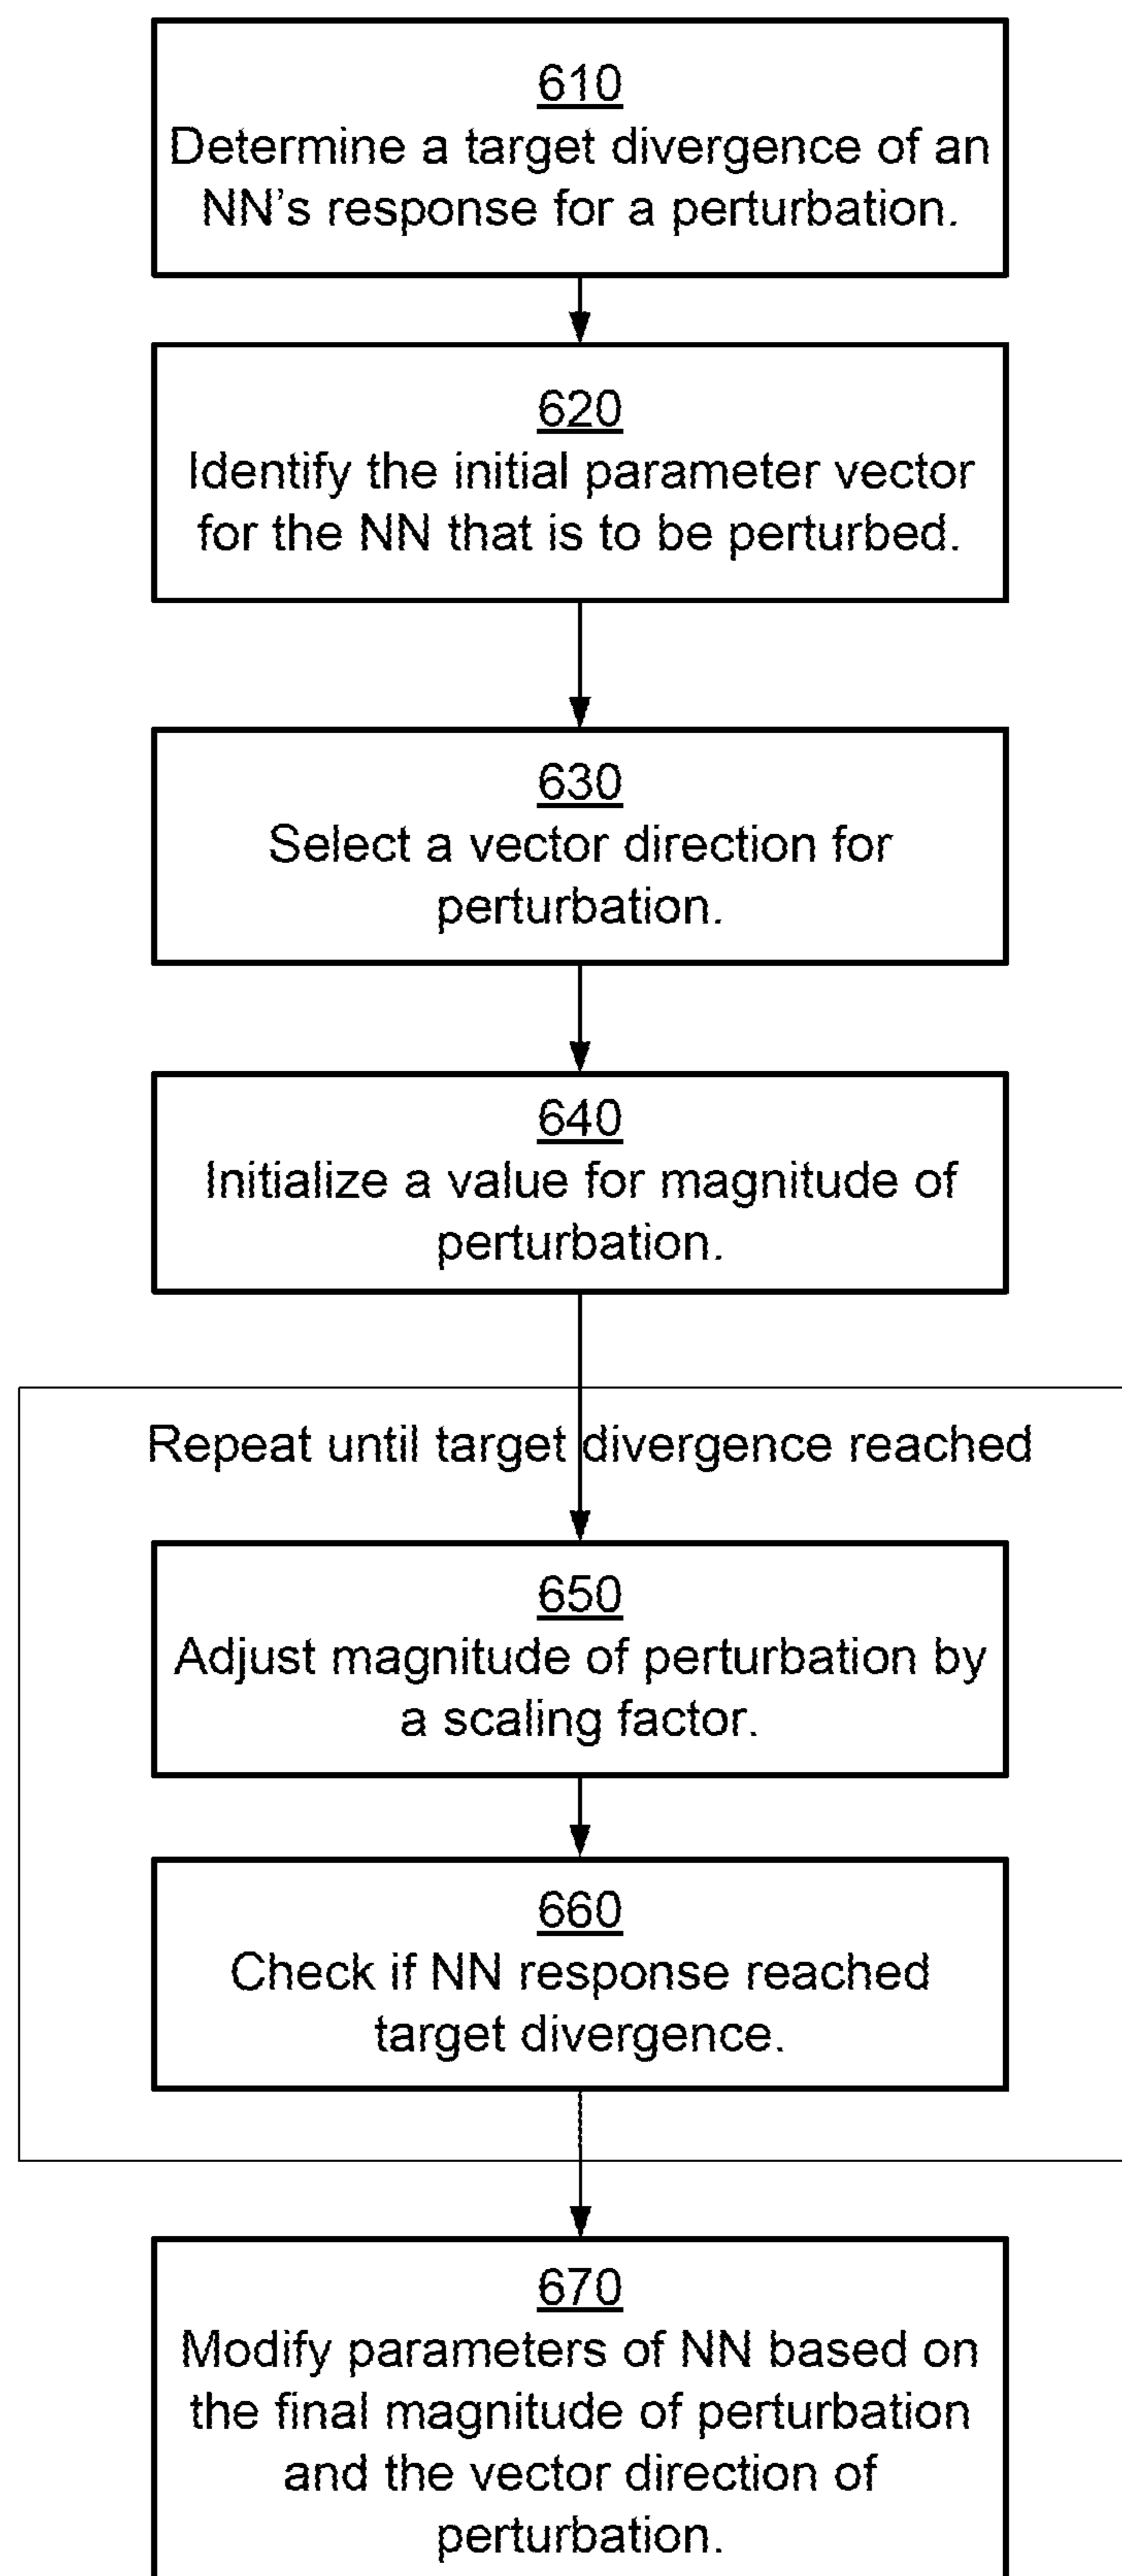 610
Determine a target divergence of an
NN's response for a perturbation.
620
Identify the initial parameter vector
for the NN that is to be perturbed.
630
Select a vector direction for
perturbation.
640
Initialize a value for magnitude of
perturbation.
Repeat until target divergence reached
650
Adjust magnitude of perturbation by
a scaling factor.
660
Check if NN response reached
target divergence.
670
Modify parameters of NN based on
the final magnitude of perturbation
and the vector direction of
perturbation.